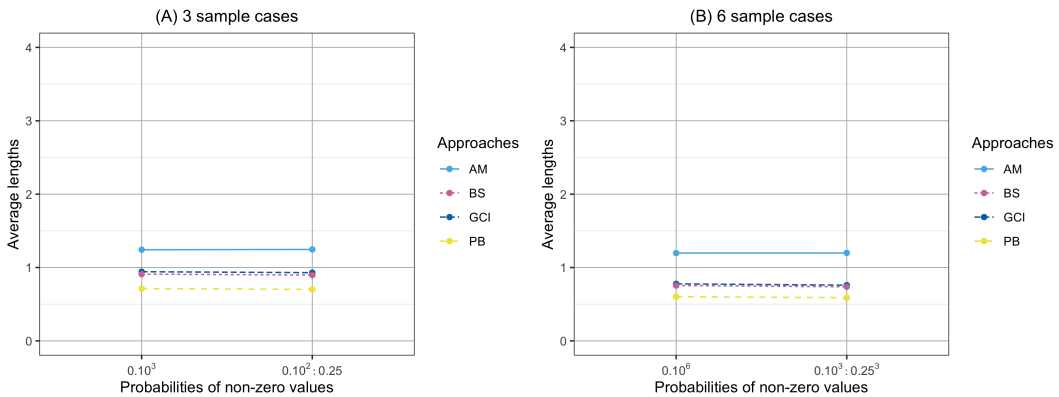 (A) 3 sample cases
Average lengths
4
3
2
1
0
0.10³
0.10² : 0.25
Probabilities of non-zero values
Approaches
AM
BS
GCI
PB
(B) 6 sample cases
Average lengths
4
3
2
1
0
0.10⁶
0.10³ : 0.25³
Probabilities of non-zero values
Approaches
AM
BS
GCI
PB